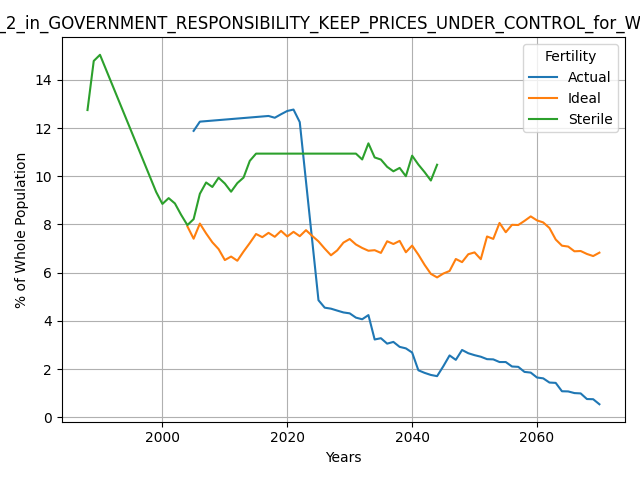 _2_in_GOVERNMENT_RESPONSIBILITY_KEEP_PRICES_UNDER_CONTROL_for_W
Fertility
Actual
Ideal
Sterile
% of Whole Population
14
12
10
8
6
4
2
0
2000 2020 2040 2060
Years